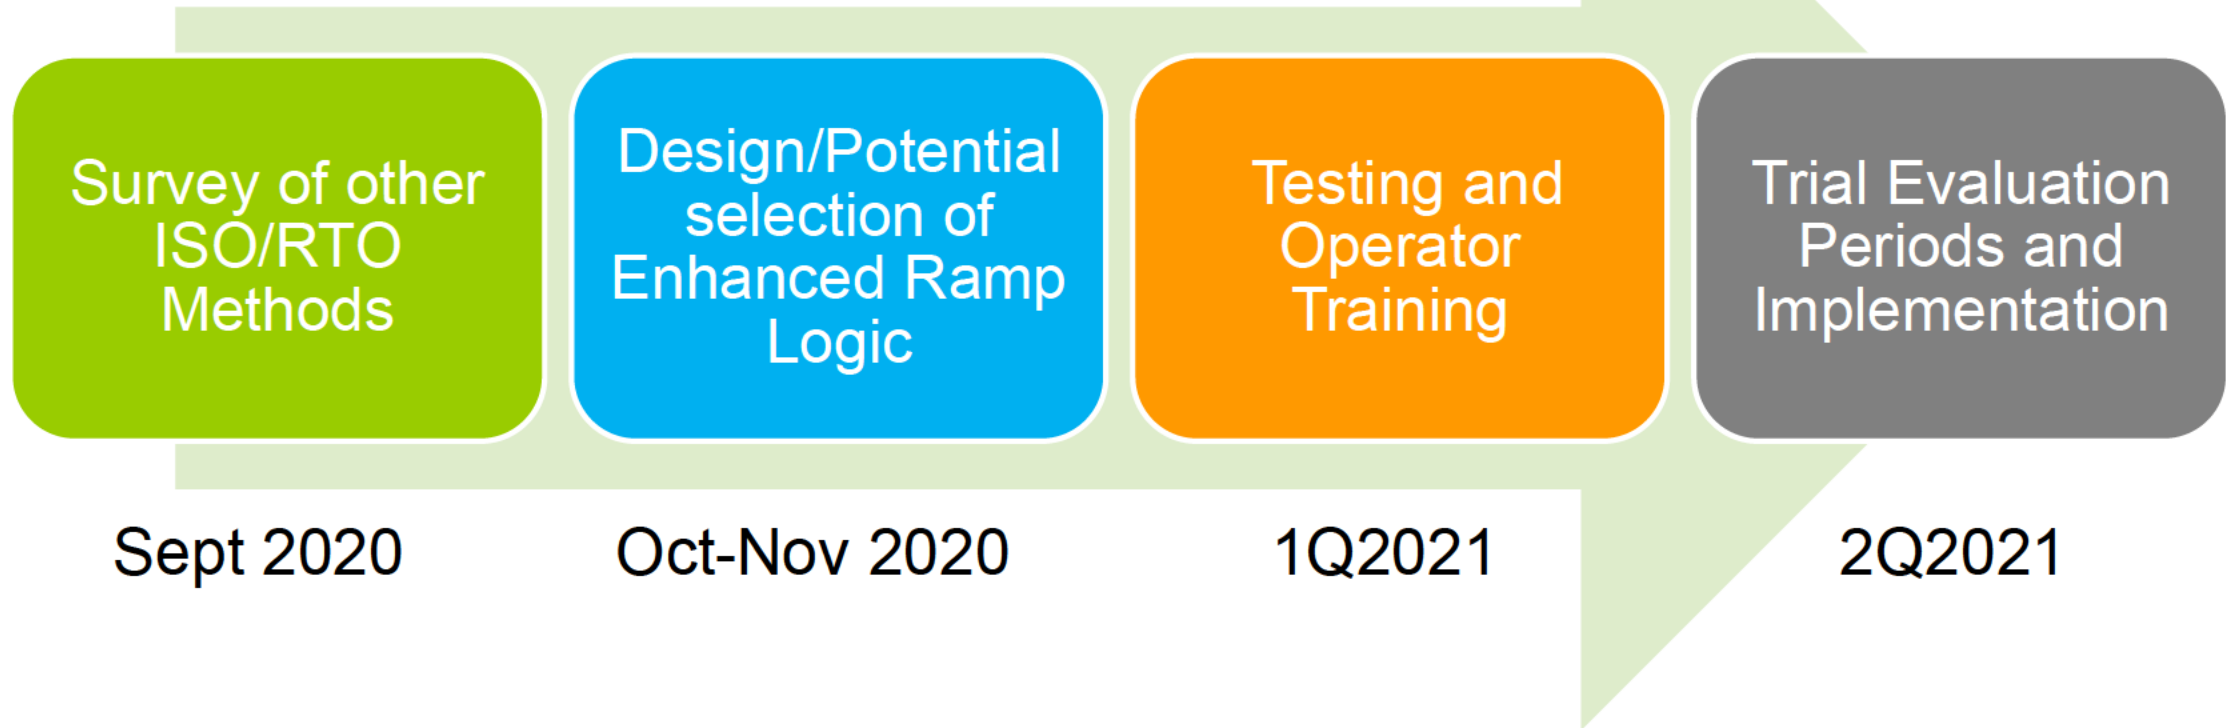 Survey of other
ISO/RTO
Methods
Design/Potential
selection of
Enhanced Ramp
Logic
Testing and
Operator
Training
Trial Evaluation
Periods and
Implementation
Sept 2020
Oct-Nov 2020
1Q2021
2Q2021